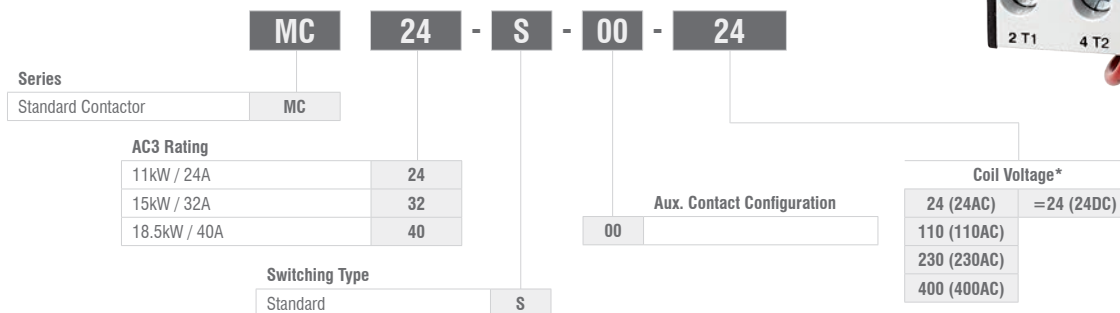 MC 24 - S - 00 - 24
2 T1 4 T2
Series
Standard Contactor MC
AC3 Rating
11kW / 24A 24
15kW / 32A 32
18.5kW / 40A 40
Switching Type
Standard S
Aux. Contact Configuration
00
Coil Voltage*
24 (24AC) =24 (24DC)
110 (110AC)
230 (230AC)
400 (400AC)